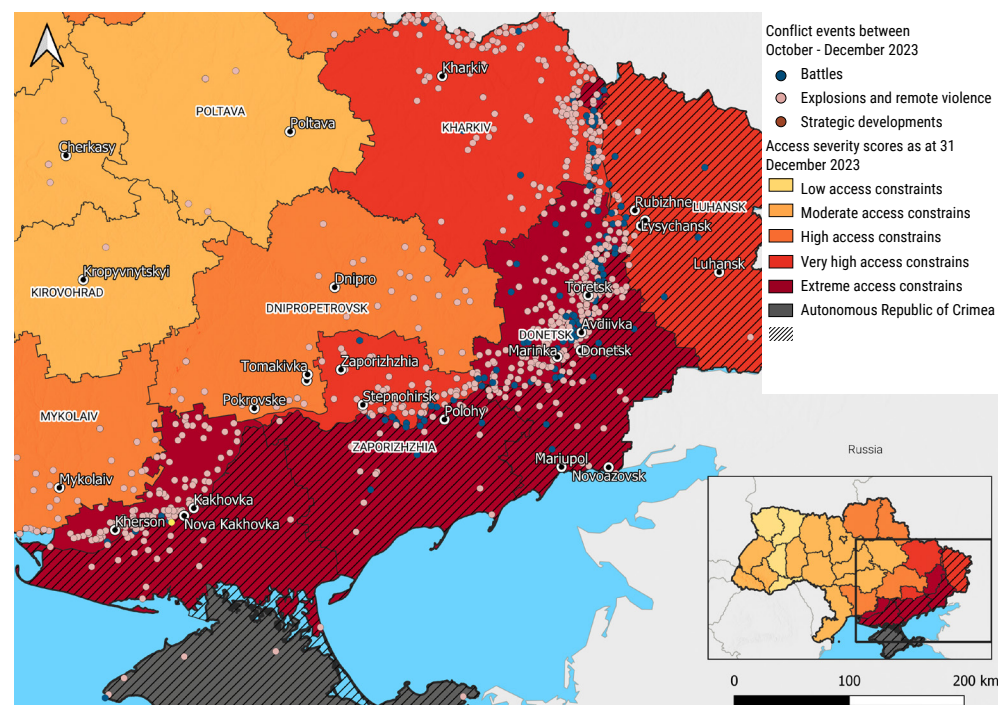 Conflict events between
October - December 2023
Battles
Explosions and remote violence
Strategic developments
Access severity scores as at 31
December 2023
Low access constraints
Moderate access constrains
High access constrains
Very high access constrains
Extreme access constrains
Autonomous Republic of Crimea
Kharkiv
POLTAVA
Poltava
KHARKIV
Cherkasy
Rubizhne
LUHANSK
Lysychansk
Luhansk
Kropyvnytskyi
KIROVOHRAD
Dnipro
DNIPROPETROVSK
Toretsk
Avdiivka
DONETSK
Marinka
Donetsk
Tomakivka
Zaporizhzhia
Pokrovske
Stepnohirsk
Polohy
MYKOLAIV
ZAPORIZHZHIA
Mariupol
Novoazovsk
Mykolaiv
Kakhovka
Kherson
Nova Kakhovka
Russia
0 100 200 km